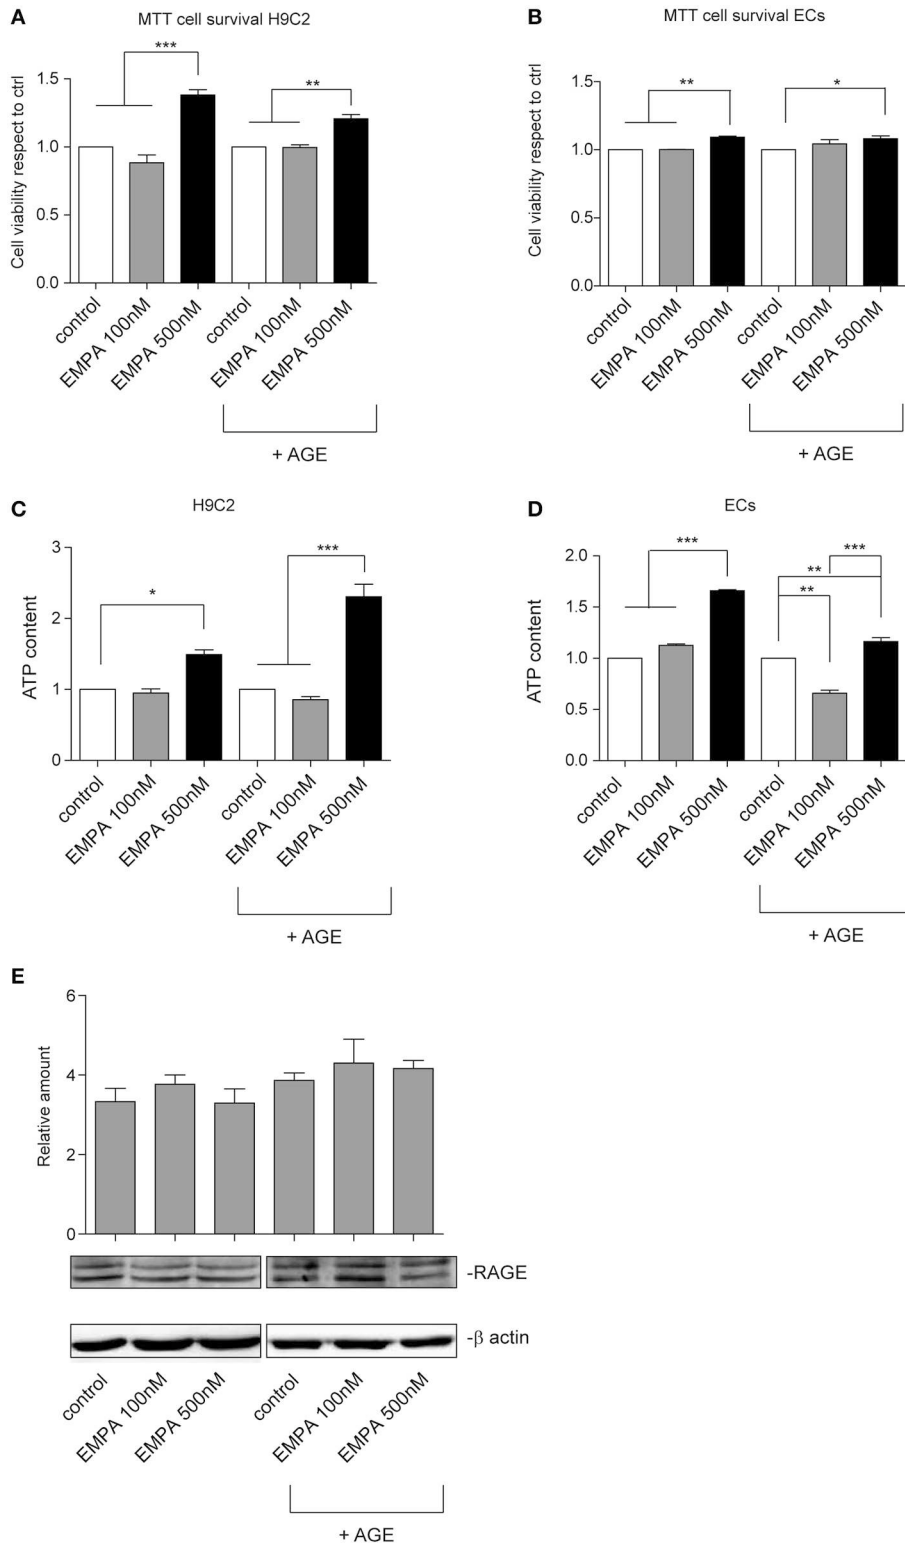 A
MTT cell survival H9C2
***
**
Cell viability respect to ctrl
1.5
1.0
0.5
0.0
control
EMPA 100nM
EMPA 500nM
control
EMPA 100nM
EMPA 500nM
+ AGE
B
MTT cell survival ECs
**
*
Cell viability respect to ctrl
1.5
1.0
0.5
0.0
control
EMPA 100nM
EMPA 500nM
control
EMPA 100nM
EMPA 500nM
+ AGE
C
H9C2
*
***
ATP content
3
2
1
0
control
EMPA 100nM
EMPA 500nM
control
EMPA 100nM
EMPA 500nM
+ AGE
D
ECs
***
***
**
**
ATP content
2.0
1.5
1.0
0.5
0.0
control
EMPA 100nM
EMPA 500nM
control
EMPA 100nM
EMPA 500nM
+ AGE
E
Relative amount
6
4
2
0
-RAGE
-β actin
control
EMPA 100nM
EMPA 500nM
control
EMPA 100nM
EMPA 500nM
+ AGE